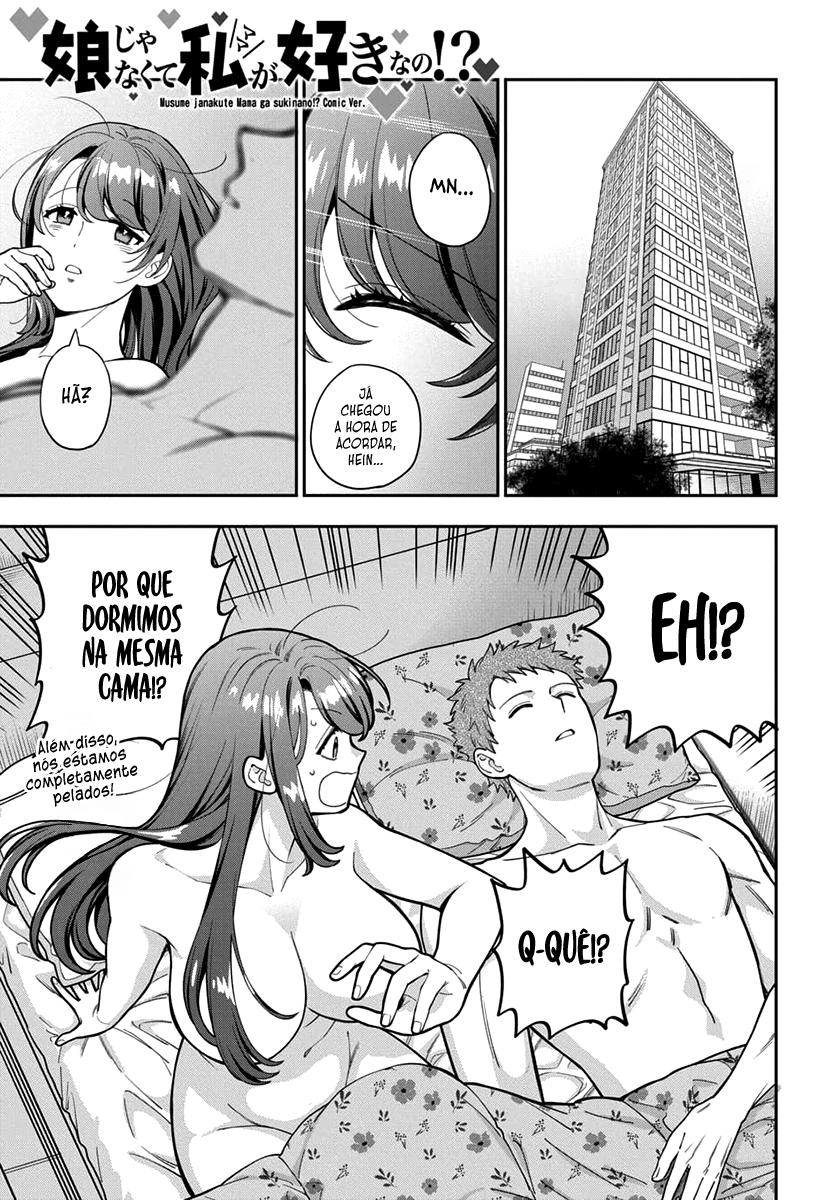 娘じゃなくて私が好きなの!?
ママ
Musume janakute Mama ga sukinano!? Comic Ver.
MN...
JÁ
CHEGOU
A HORA DE
ACORDAR,
HEIN...
HÃ?
EH!?
POR QUE
DORMIMOS
NA MESMA
CAMA!?
Além disso,
nós estamos
completamente
pelados!
Q-QUÊ!?